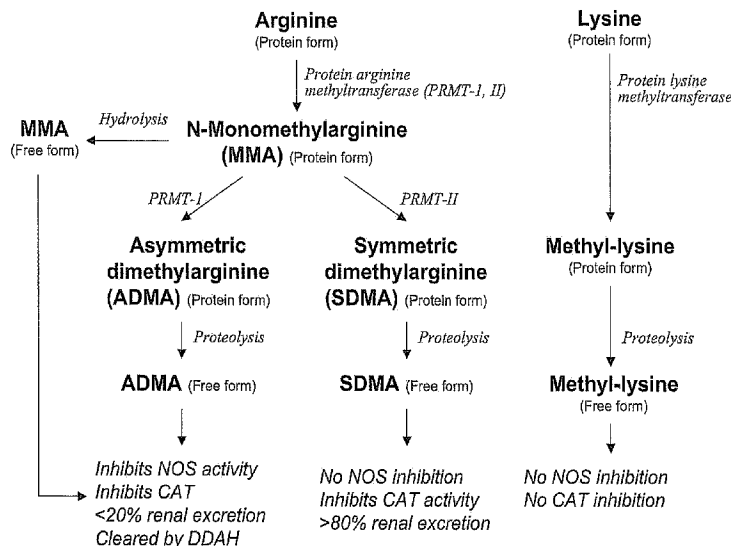 Arginine
(Protein form)
Lysine
(Protein form)
Protein arginine
methyltransferase (PRMT-1, II)
Protein lysine
methyltransferase
Hydrolysis
MMA
(Free form)
N-Monomethylarginine
(MMA) (Protein form)
PRMT-1
PRMT-II
Asymmetric
dimethylarginine
(ADMA) (Protein form)
Symmetric
dimethylarginine
(SDMA) (Protein form)
Methyl-lysine
(Protein form)
Proteolysis
Proteolysis
Proteolysis
ADMA (Free form)
SDMA (Free form)
Methyl-lysine
(Free form)
Inhibits NOS activity
Inhibits CAT
<20% renal excretion
Cleared by DDAH
No NOS inhibition
Inhibits CAT activity
>80% renal excretion
No NOS inhibition
No CAT inhibition